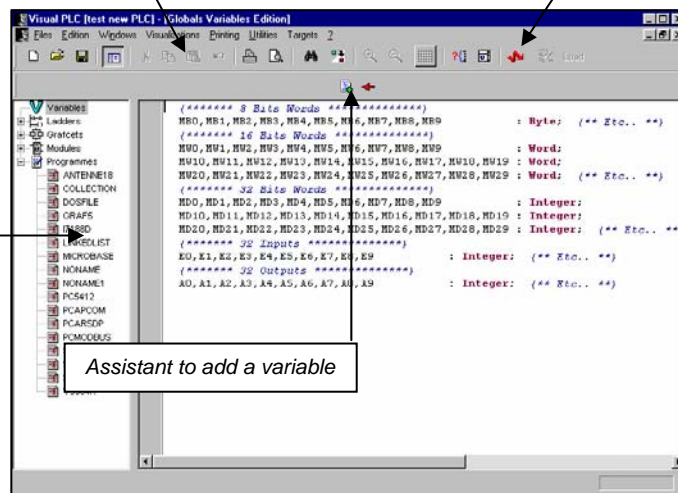 Visual PLC [test new PLC] - [Globals Variables Edition]
Files Edition Windows Visualisations Printing Utilities Targets ?
Load
Variables
Ladders
Grafcets
Modules
Programmes
ANTENNE18
COLLECTION
DOSFILE
GRAF5
LINKEDLIST
MICROBASE
NONAME
NONAME1
PC5412
PCAPCOM
PCARSDP
PCMODBUS
(******* 8 Bits Words *************)
MB0,MB1,MB2,MB3,MB4,MB5,MB6,MB7,MB8,MB9 : Byte; (** Etc.. **)
(******* 16 Bits Words *************)
MW0,MW1,MW2,MW3,MW4,MW5,MW6,MW7,MW8,MW9 : Word;
MW10,MW11,MW12,MW13,MW14,MW15,MW16,MW17,MW18,MW19 : Word;
MW20,MW21,MW22,MW23,MW24,MW25,MW26,MW27,MW28,MW29 : Word; (** Etc.. **)
(******* 32 Bits Words *************)
MD0,MD1,MD2,MD3,MD4,MD5,MD6,MD7,MD8,MD9 : Integer;
MD10,MD11,MD12,MD13,MD14,MD15,MD16,MD17,MD18,MD19 : Integer;
MD20,MD21,MD22,MD23,MD24,MD25,MD26,MD27,MD28,MD29 : Integer; (** Etc.. **
(******* 32 Inputs *************)
E0,E1,E2,E3,E4,E5,E6,E7,E8,E9 : Integer; (** Etc.. **)
(******* 32 Outputs *************)
A0,A1,A2,A3,A4,A5,A6,A7,A8,A9 : Integer; (** Etc.. **)
Assistant to add a variable